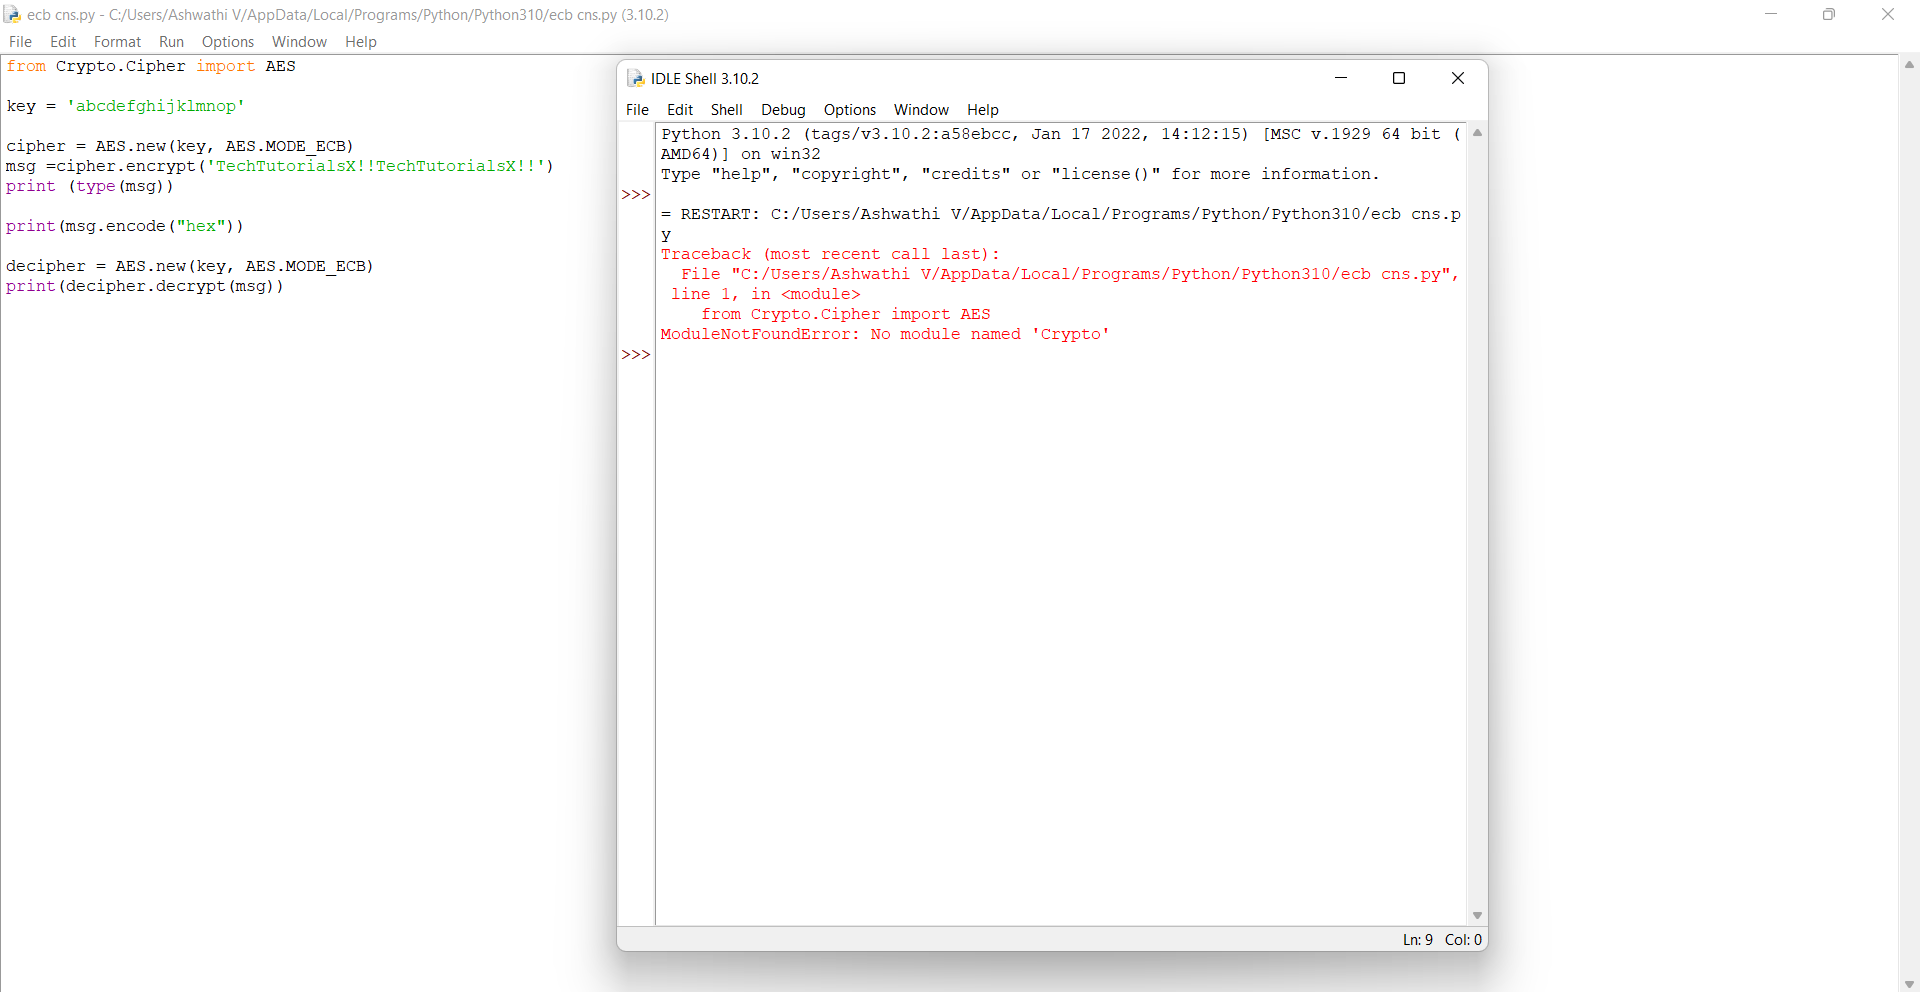 ecb cns.py - C:/Users/Ashwathi V/AppData/Local/Programs/Python/Python310/ecb cns.py (3.10.2)
File Edit Format Run Options Window Help
from Crypto.Cipher import AES
key = 'abcdefghijklmnop'
cipher = AES.new(key, AES.MODE_ECB)
msg =cipher.encrypt('TechTutorialsX!!TechTutorialsX!!')
print (type(msg))
print(msg.encode("hex"))
decipher = AES.new(key, AES.MODE_ECB)
print(decipher.decrypt(msg))
IDLE Shell 3.10.2
File Edit Shell Debug Options Window Help
Python 3.10.2 (tags/v3.10.2:a58ebcc, Jan 17 2022, 14:12:15) [MSC v.1929 64 bit (
AMD64)] on win32
Type "help", "copyright", "credits" or "license()" for more information.
>>>
= RESTART: C:/Users/Ashwathi V/AppData/Local/Programs/Python/Python310/ecb cns.p
y
Traceback (most recent call last):
  File "C:/Users/Ashwathi V/AppData/Local/Programs/Python/Python310/ecb cns.py",
 line 1, in <module>
    from Crypto.Cipher import AES
ModuleNotFoundError: No module named 'Crypto'
>>>
Ln: 9 Col: 0